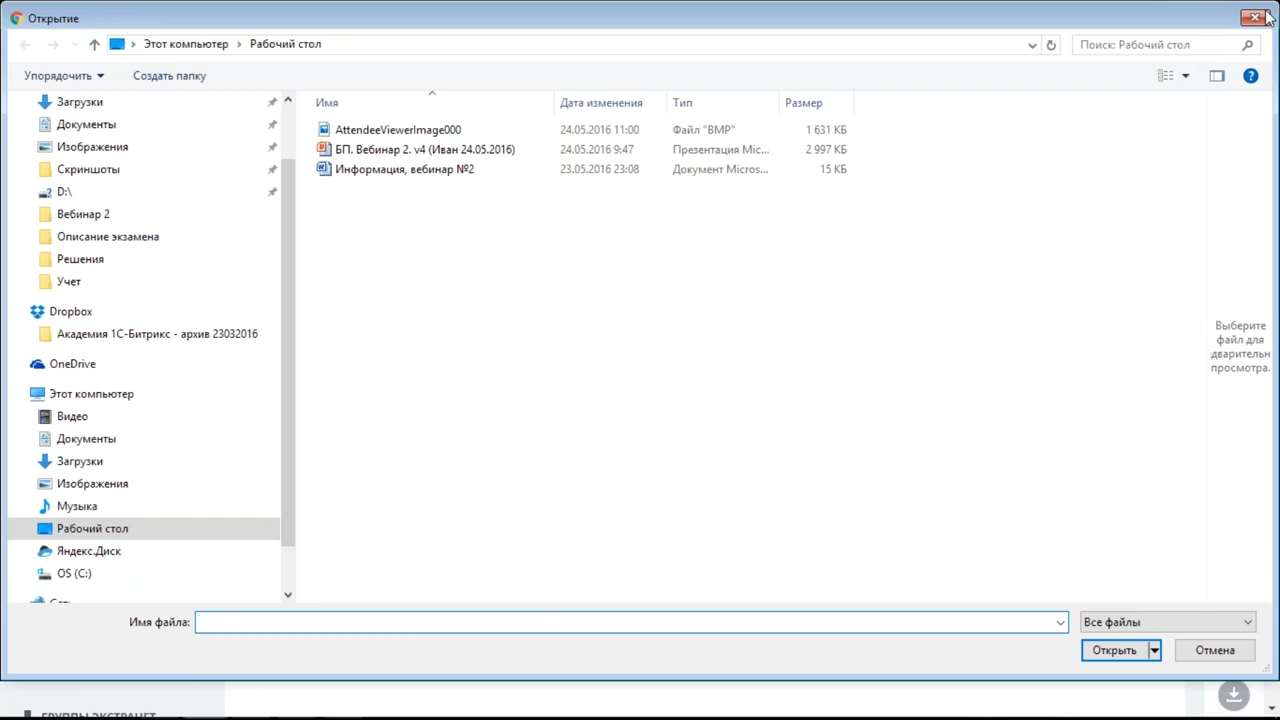 Открытие
Этот компьютер
Рабочий стол
Поиск: Рабочий стол
Упорядочить
Создать папку
Имя
Дата изменения
Тип
Размер
AttendeeViewerImage000
24.05.2016 11:00
Файл "BMP"
1 631 КБ
БП. Вебинар 2. v4 (Иван 24.05.2016)
24.05.2016 9:47
Презентация Mic...
2 997 КБ
Информация, вебинар №2
23.05.2016 23:08
Документ Micros...
15 КБ
Загрузки
Документы
Изображения
Скриншоты
D:\
Вебинар 2
Описание экзамена
Решения
Учет
Dropbox
Академия 1С-Битрикс - архив 23032016
OneDrive
Этот компьютер
Видео
Документы
Загрузки
Изображения
Музыка
Рабочий стол
Яндекс.Диск
OS (C:)
Выберите
файл для
дварительн
просмотра.
Имя файла:
Все файлы
Открыть
Отмена
ГРУППЫ ЭКСТРАНЕТ